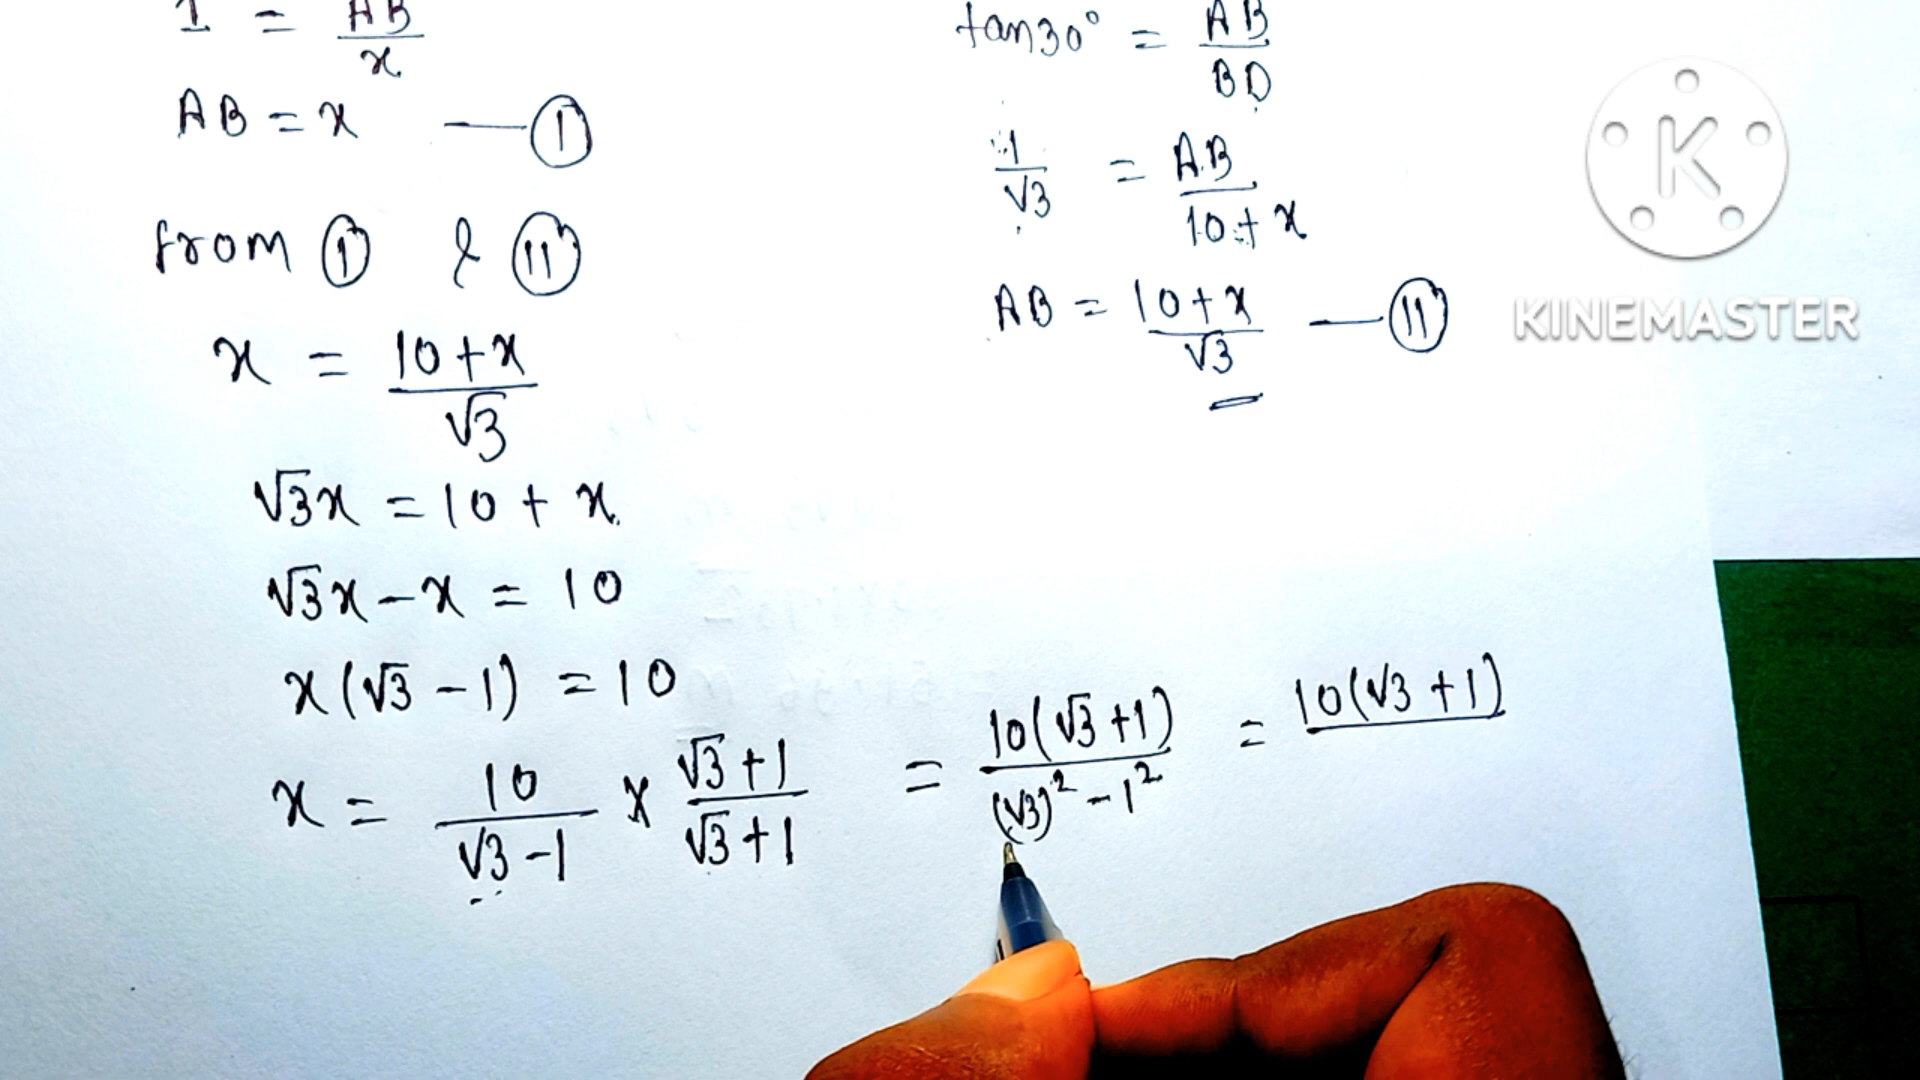 1 = AB/x
AB = x — I
from I & II
x = 10+x/√3
√3x = 10 + x
√3x - x = 10
x(√3 - 1) = 10
x = 10/√3-1 × √3+1/√3+1 = 10(√3+1)/(√3)² - 1² = 10(√3+1)
tan30° = AB/BD
1/√3 = AB/10+x
AB = 10+x/√3 — II
K
KINEMASTER